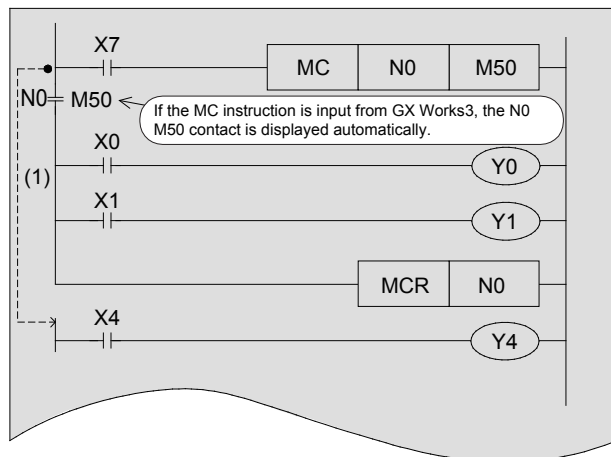 X7
MC N0 M50
N0 M50
If the MC instruction is input from GX Works3, the N0
M50 contact is displayed automatically.
X0
Y0
(1)
X1
Y1
MCR N0
X4
Y4